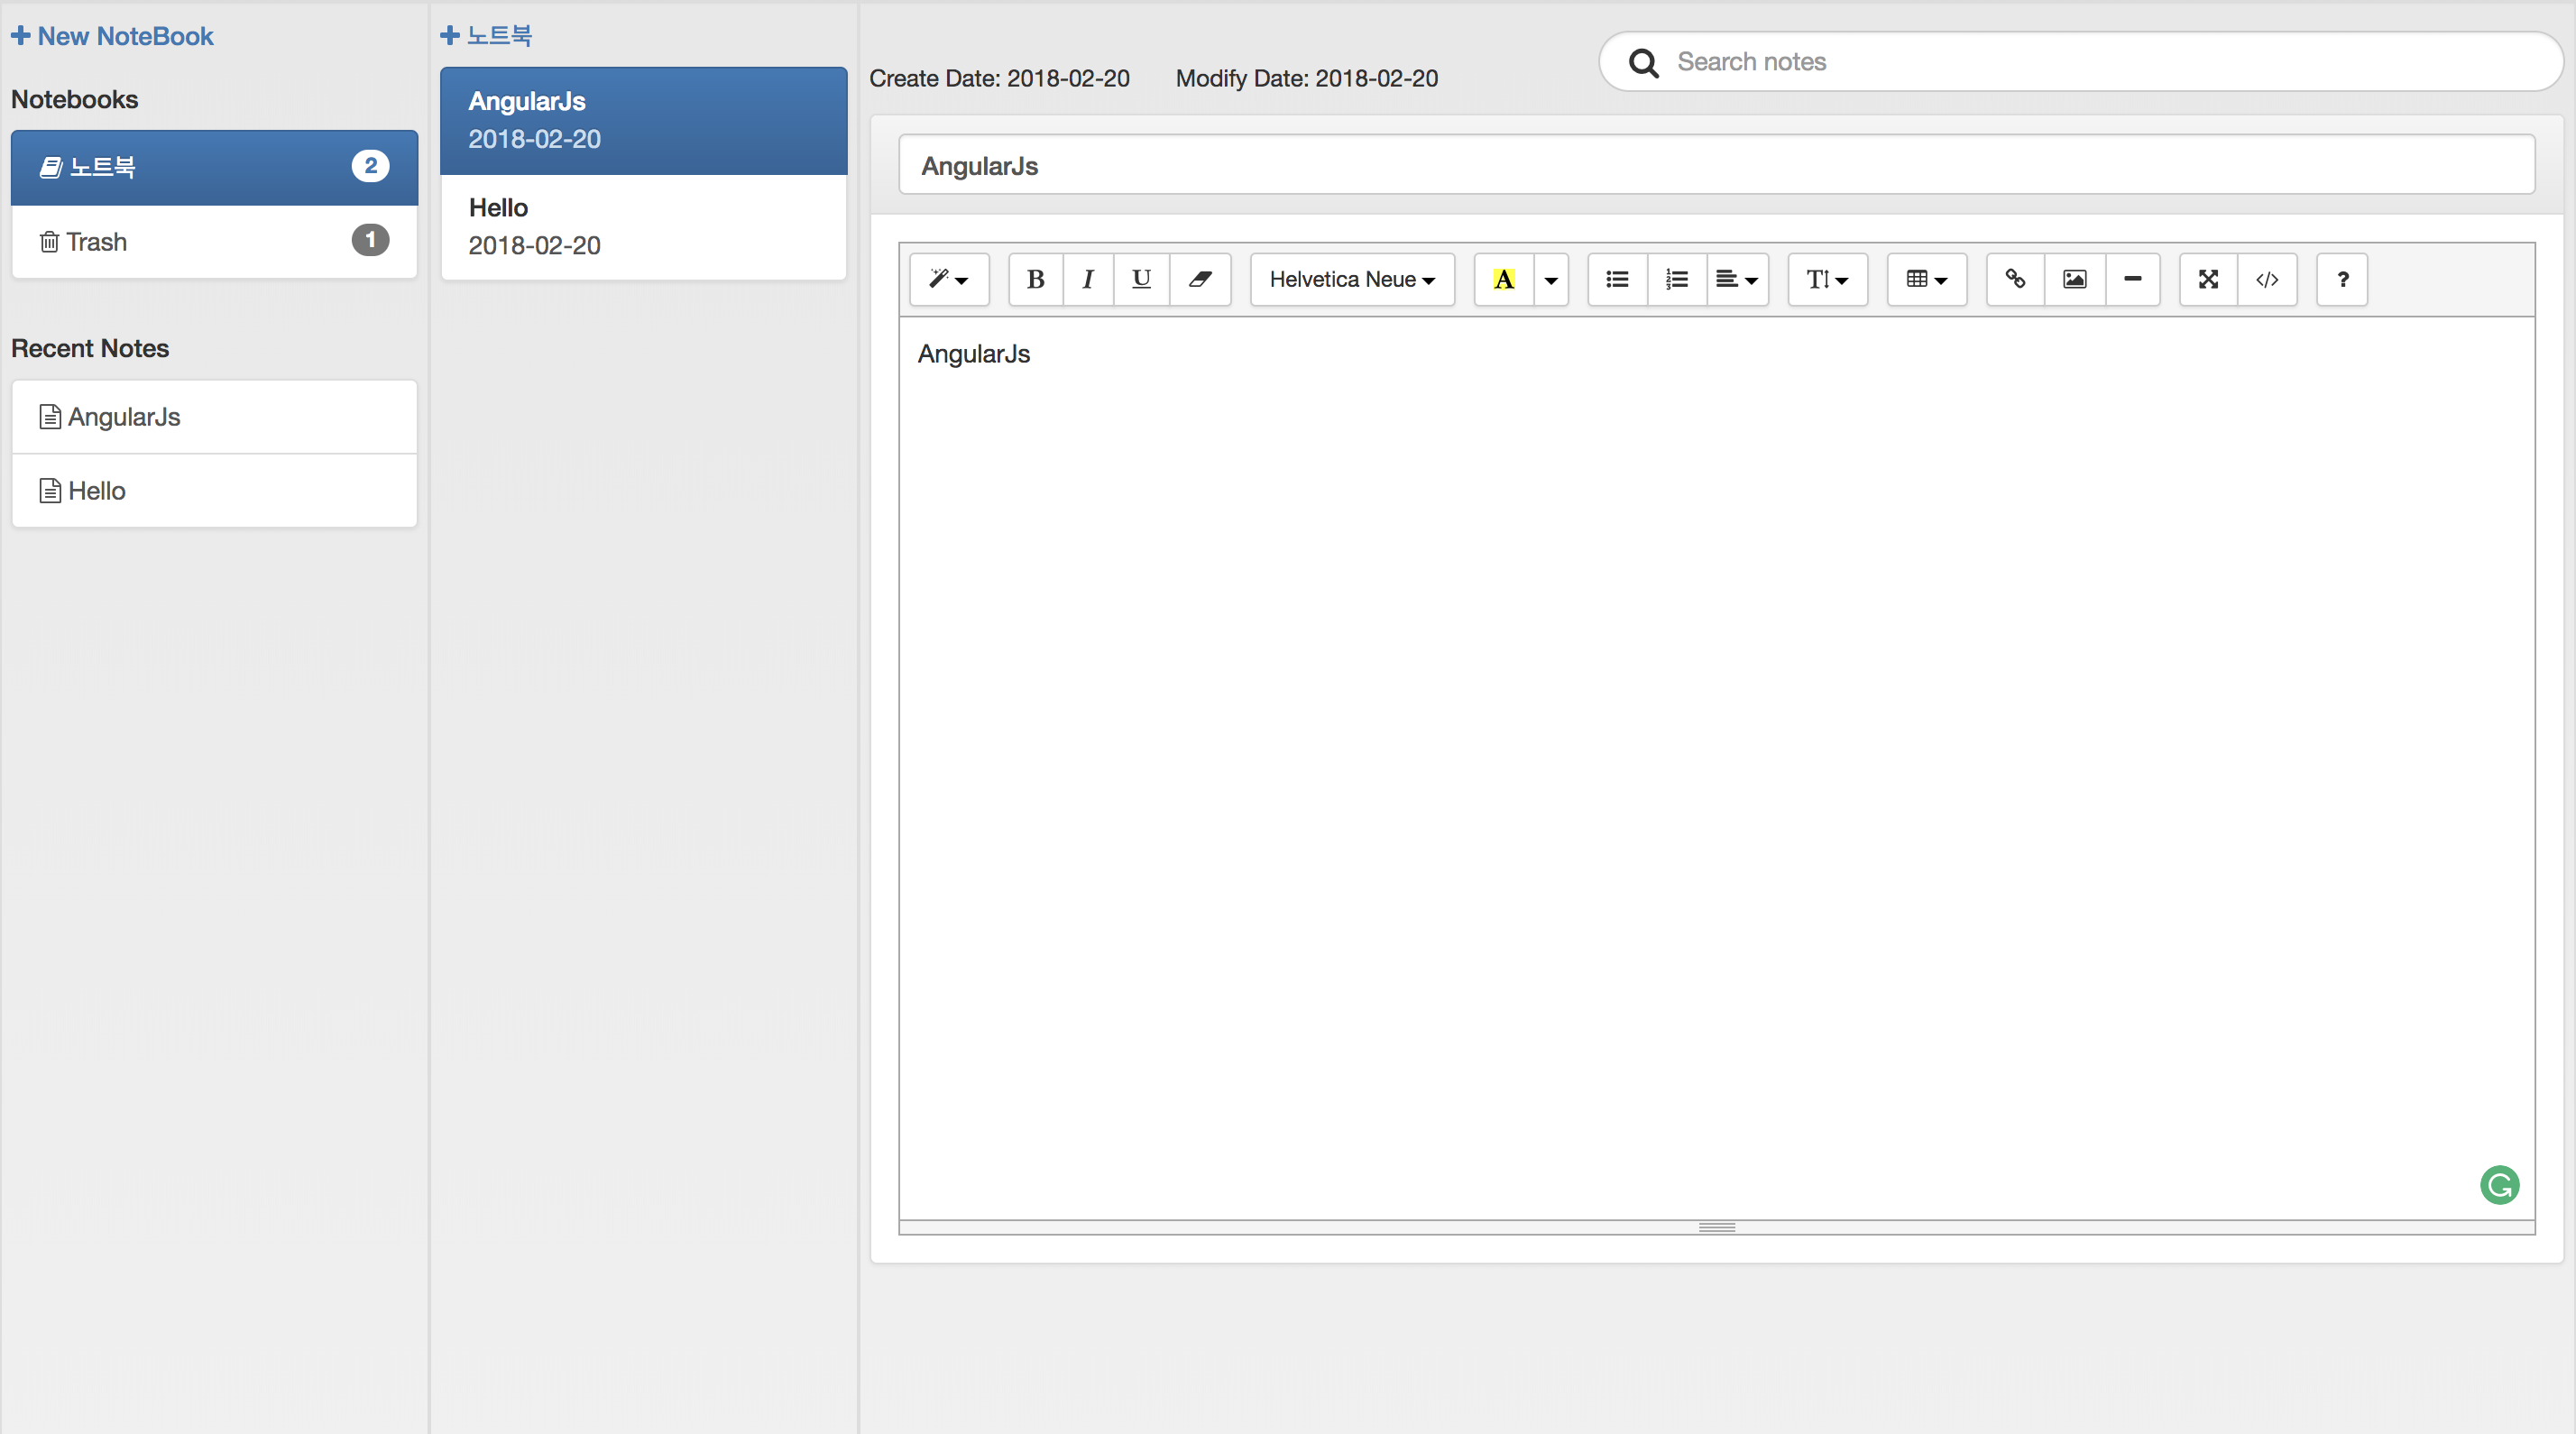 New NoteBook
Notebooks
노트북 2
Trash 1
Recent Notes
AngularJs
Hello
노트북
AngularJs
2018-02-20
Hello
2018-02-20
Create Date: 2018-02-20 Modify Date: 2018-02-20
Search notes
AngularJs
B I U Helvetica Neue A T ?
AngularJs